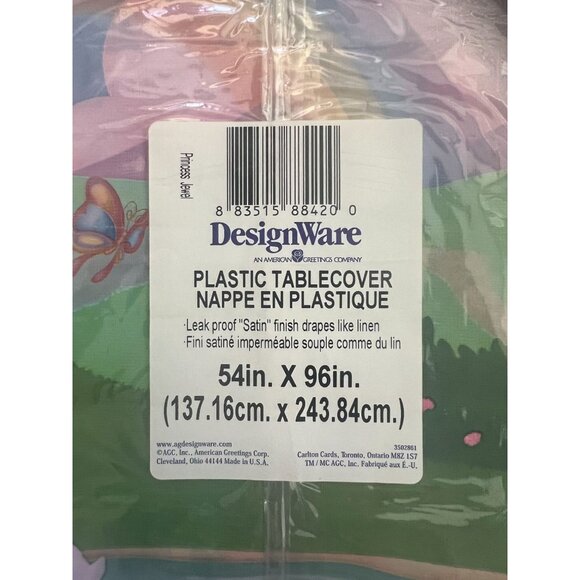 Princess Jewel
8 83515 88420 0
DesignWare
AN AMERICAN GREETINGS COMPANY
PLASTIC TABLECOVER
NAPPE EN PLASTIQUE
·Leak proof "Satin" finish drapes like linen
·Fini satiné imperméable souple comme du lin
54in. X 96in.
(137.16cm. x 243.84cm.)
www.agdesignware.com
©AGC, Inc., American Greetings Corp.
Cleveland, Ohio 44144 Made in U.S.A.
3502861
Carlton Cards, Toronto, Ontario M8Z 1S7
TM / MC AGC, Inc. Fabriqué aux É.-U.